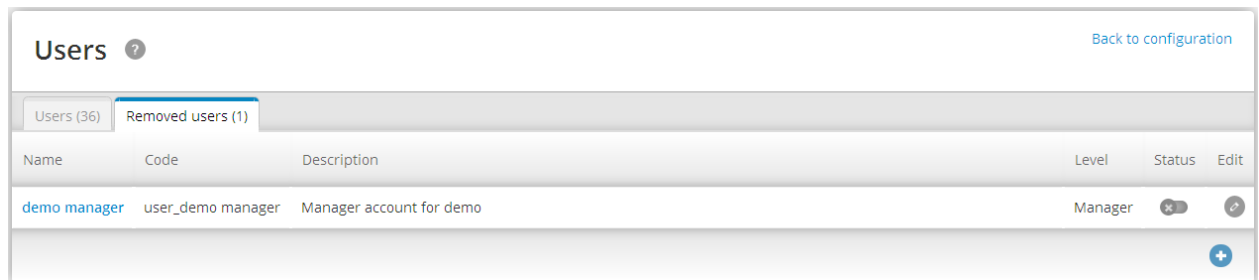 Users ?
Back to configuration
Users (36) Removed users (1)
Name Code Description Level Status Edit
demo manager user_demo manager Manager account for demo Manager